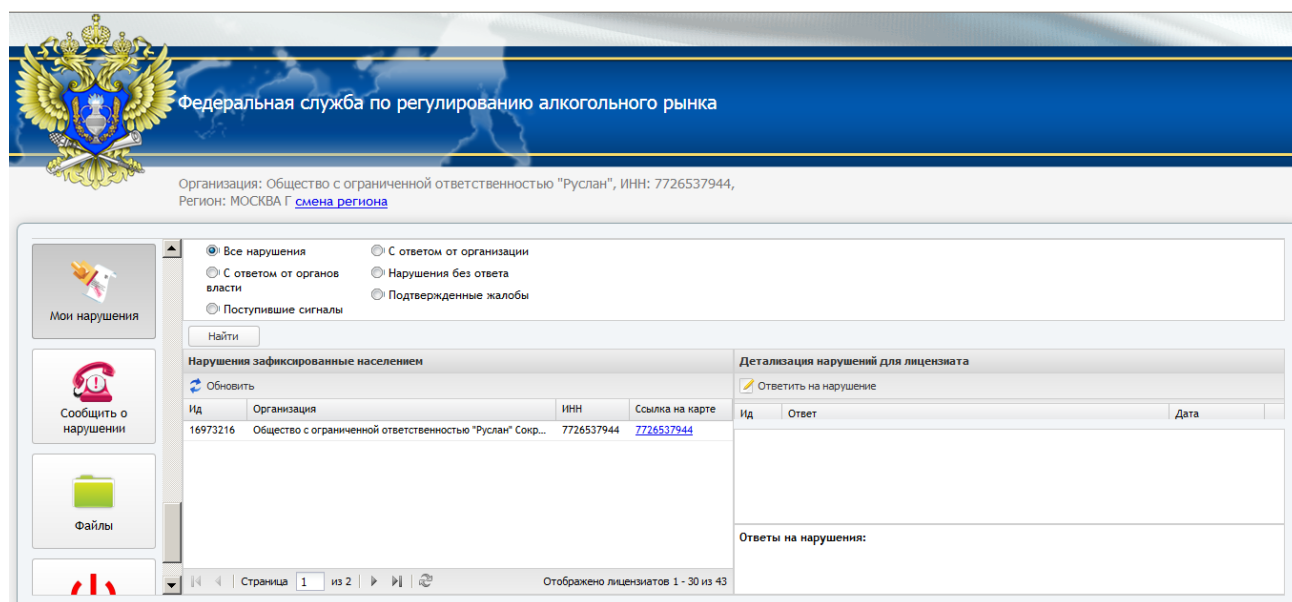 Федеральная служба по регулированию алкогольного рынка
Организация: Общество с ограниченной ответственностью "Руслан", ИНН: 7726537944,
Регион: МОСКВА Г смена региона
Мои нарушения
Сообщить о
нарушении
Файлы
Все нарушения
С ответом от организации
С ответом от органов
власти
Нарушения без ответа
Подтвержденные жалобы
Поступившие сигналы
Найти
Нарушения зафиксированные населением
Обновить
Ид Организация ИНН Ссылка на карте
16973216 Общество с ограниченной ответственностью "Руслан" Сокр... 7726537944 7726537944
Страница 1 из 2 Отображено лицензиатов 1 - 30 из 43
Детализация нарушений для лицензиата
Ответить на нарушение
Ид Ответ Дата
Ответы на нарушения: